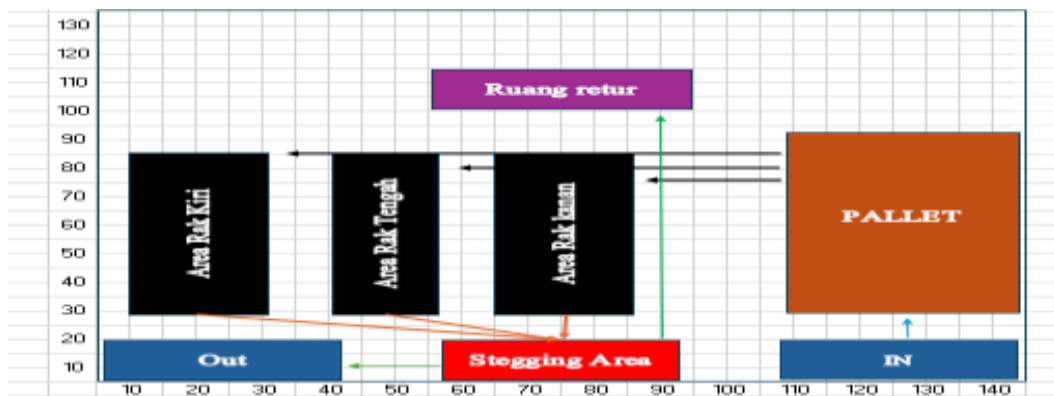 130
120
110
100
90
80
70
60
50
40
30
20
10
Ruang retur
Area Rak Kiri
Area Rak Tengah
Area Rak kanan
PALLET
Out
Stegging Area
IN
10 20 30 40 50 60 70 80 90 100 110 120 130 140